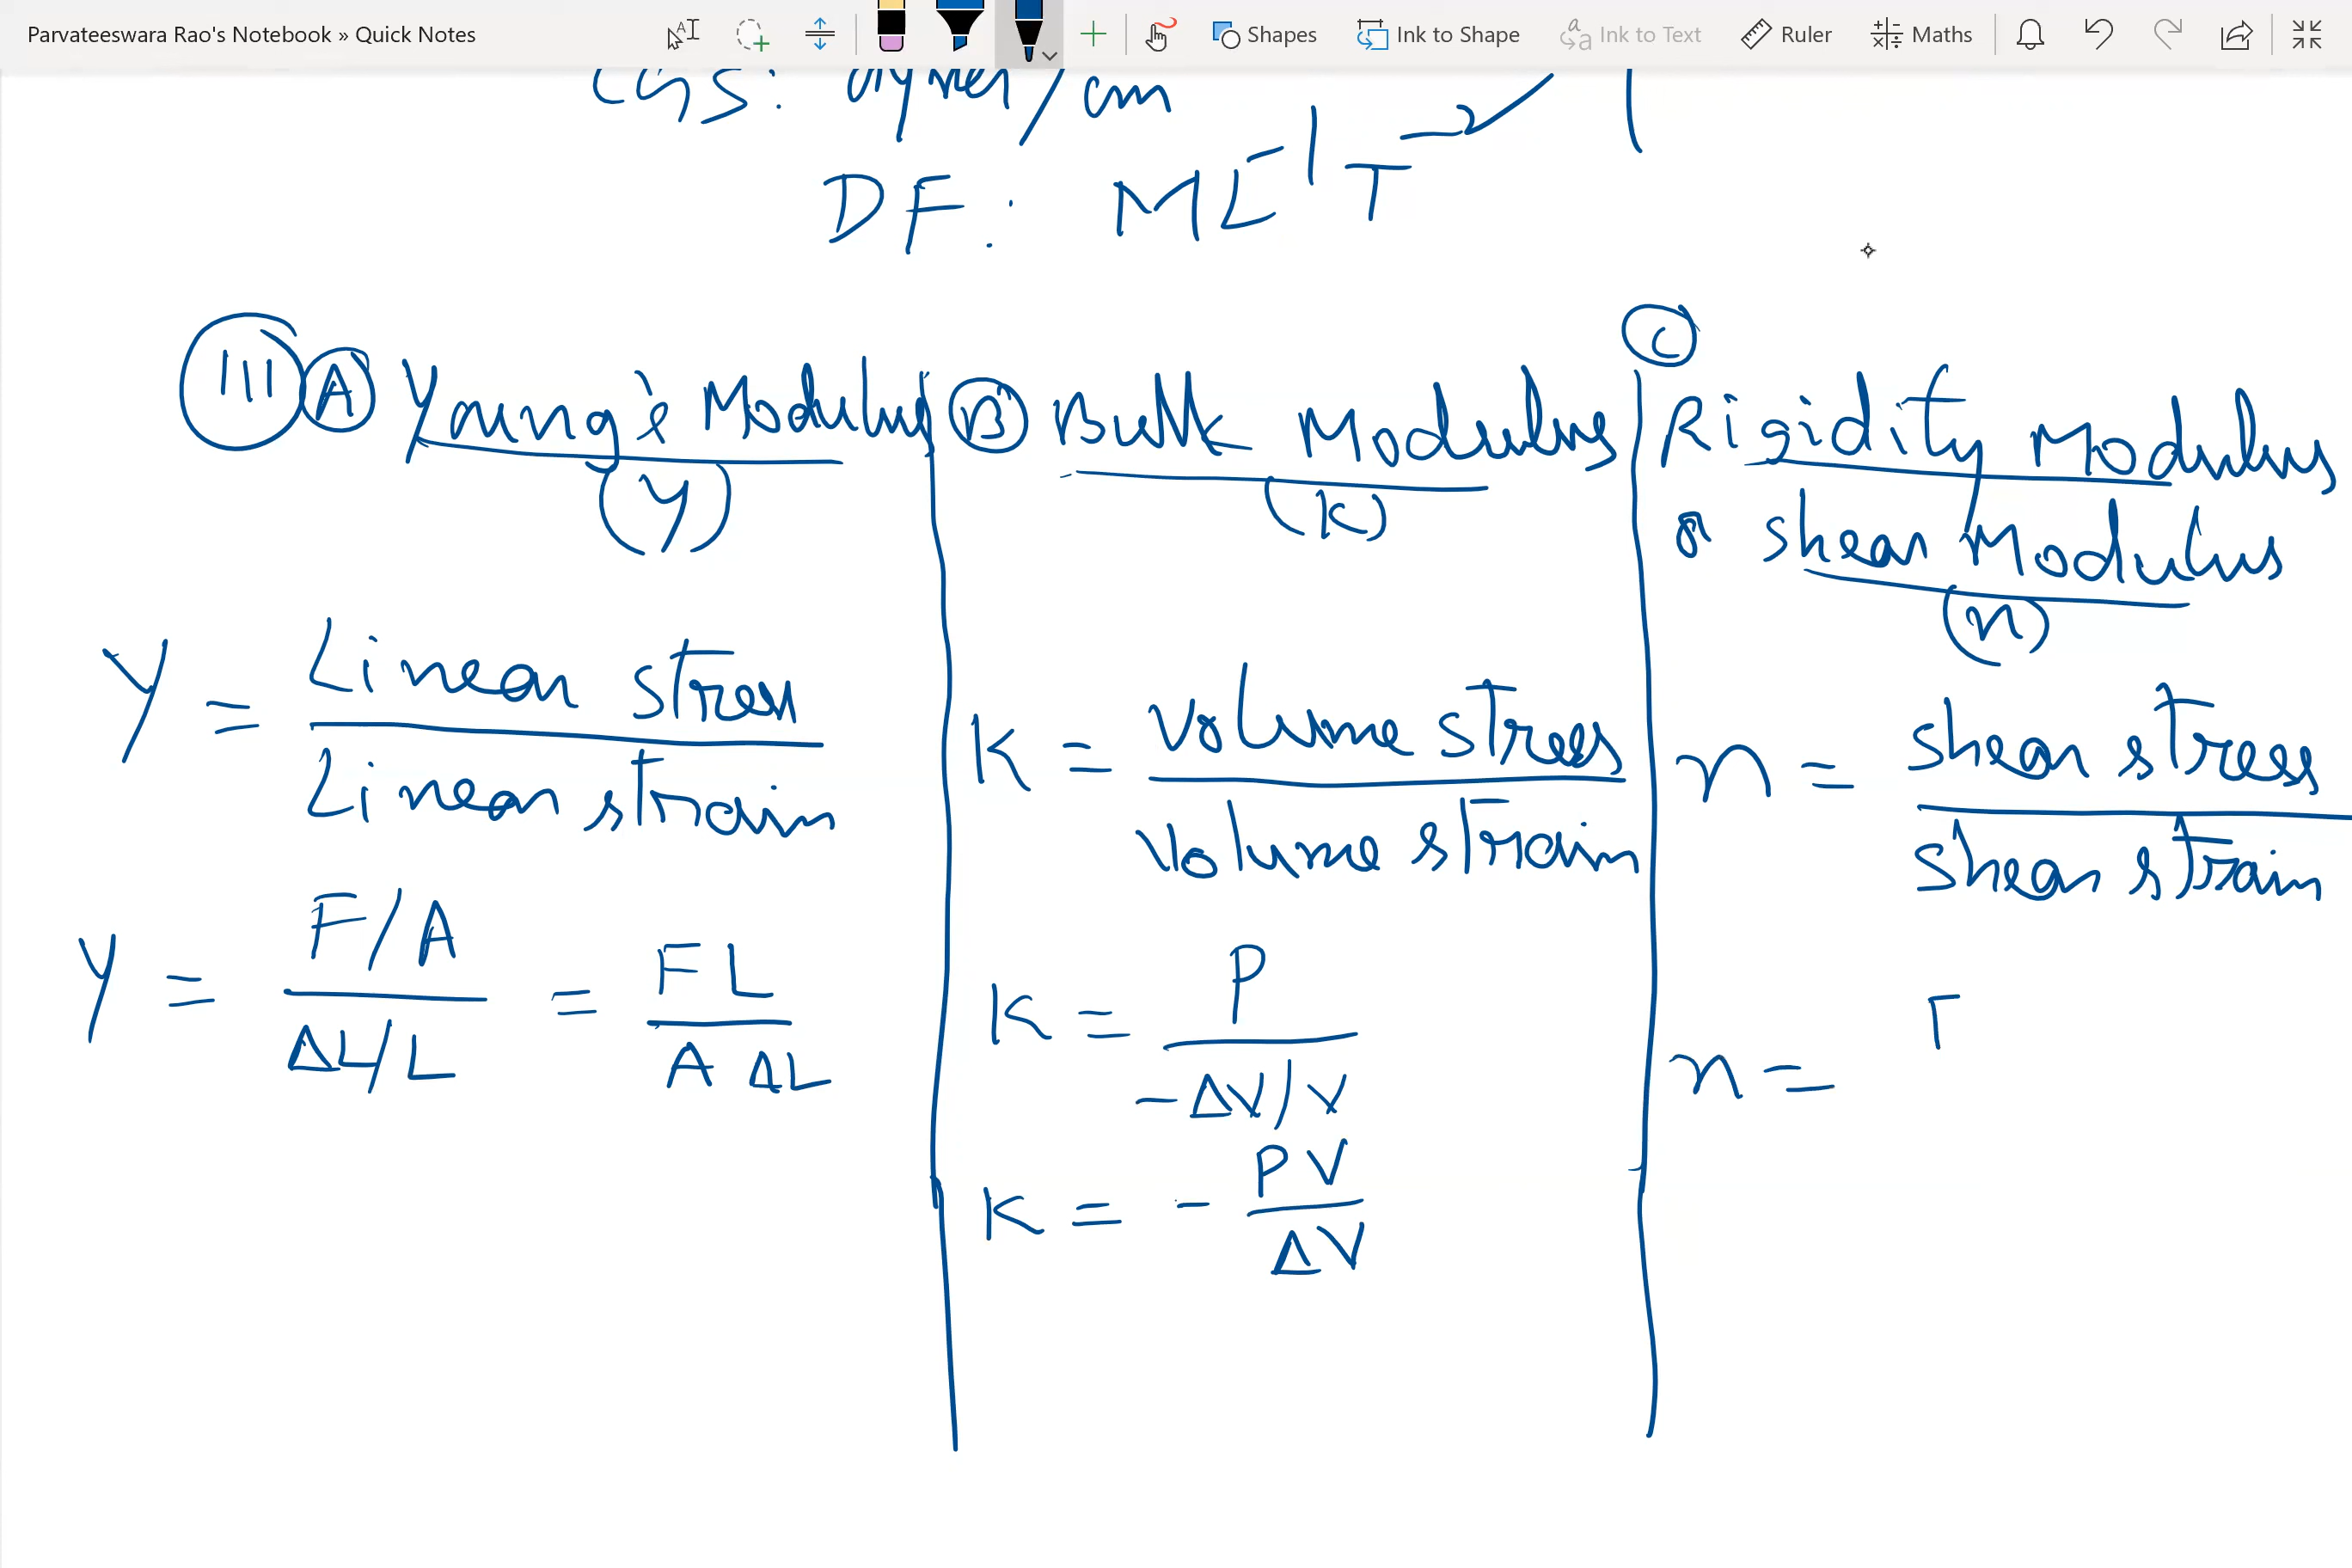 Parvateeswara Rao's Notebook » Quick Notes
Shapes
Ink to Shape
Ink to Text
Ruler
Maths
CGS: dynes/cm
DF: ML⁻¹T⁻²
III A Young's Modulus
(Y)
Y = Linear stress / Linear strain
Y = F/A / ΔL/L = FL / A ΔL
B Bulk Modulus
(K)
K = Volume stress / Volume strain
K = P / -ΔV/V
K = - PV / ΔV
C
Rigidity Modulus
or shear Modulus
(n)
n = shear stress / shear strain
n =